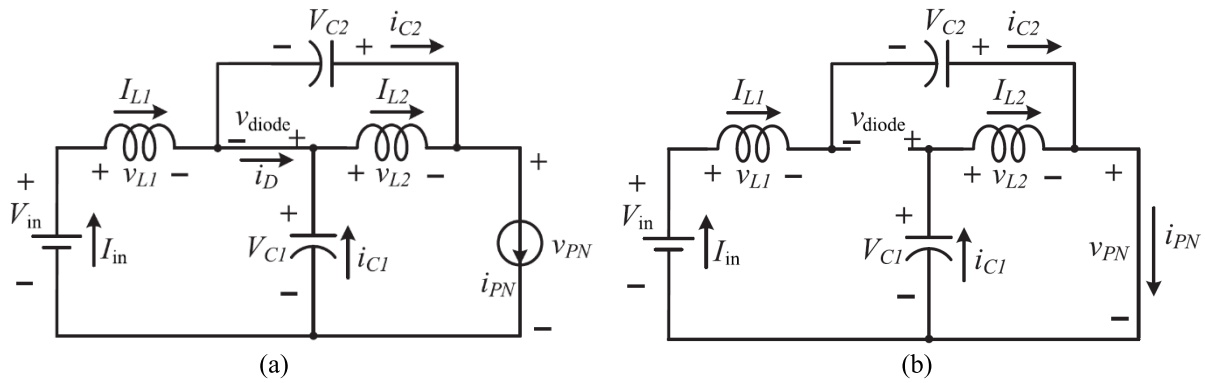 V_C2 i_C2
− +
I_L1 v_diode I_L2
− +
+ v_L1 − i_D + v_L2 − +
+ V_in − I_in
+ V_C1 − i_C1
i_PN v_PN −
(a)
V_C2 i_C2
− +
I_L1 v_diode I_L2
− +
+ v_L1 − + v_L2 − +
+ V_in − I_in
+ V_C1 − i_C1
v_PN i_PN −
(b)